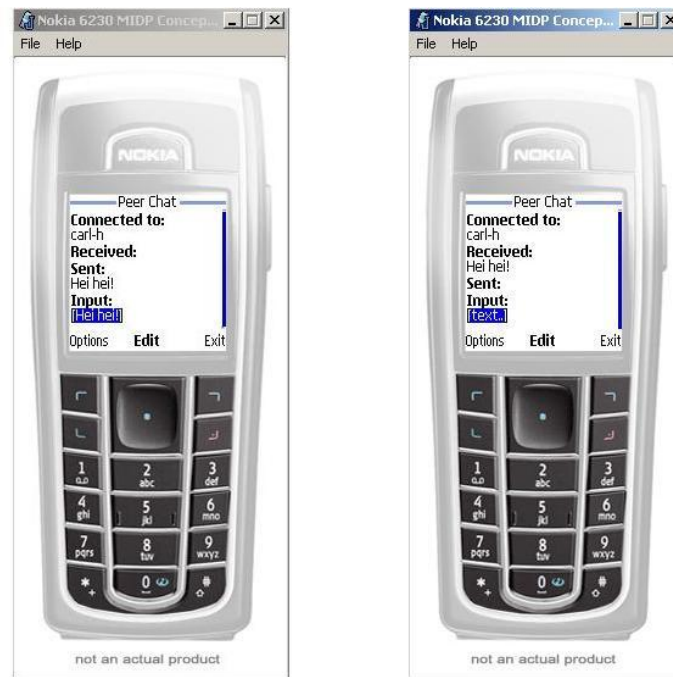 Nokia 6230 MIDP Concep...
File Help
NOKIA
Peer Chat
Connected to:
carl-h
Received:
Sent:
Hei hei!
Input:
[Hei hei!]
Options Edit Exit
1
2 abc
3 def
4 ghi
5 jkl
6 mno
7 pqrs
8 tuv
9 wxyz
* +
0
#
not an actual product
Nokia 6230 MIDP Concep...
File Help
NOKIA
Peer Chat
Connected to:
carl-h
Received:
Hei hei!
Sent:
Input:
[text..]
Options Edit Exit
1
2 abc
3 def
4 ghi
5 jkl
6 mno
7 pqrs
8 tuv
9 wxyz
* +
0
#
not an actual product